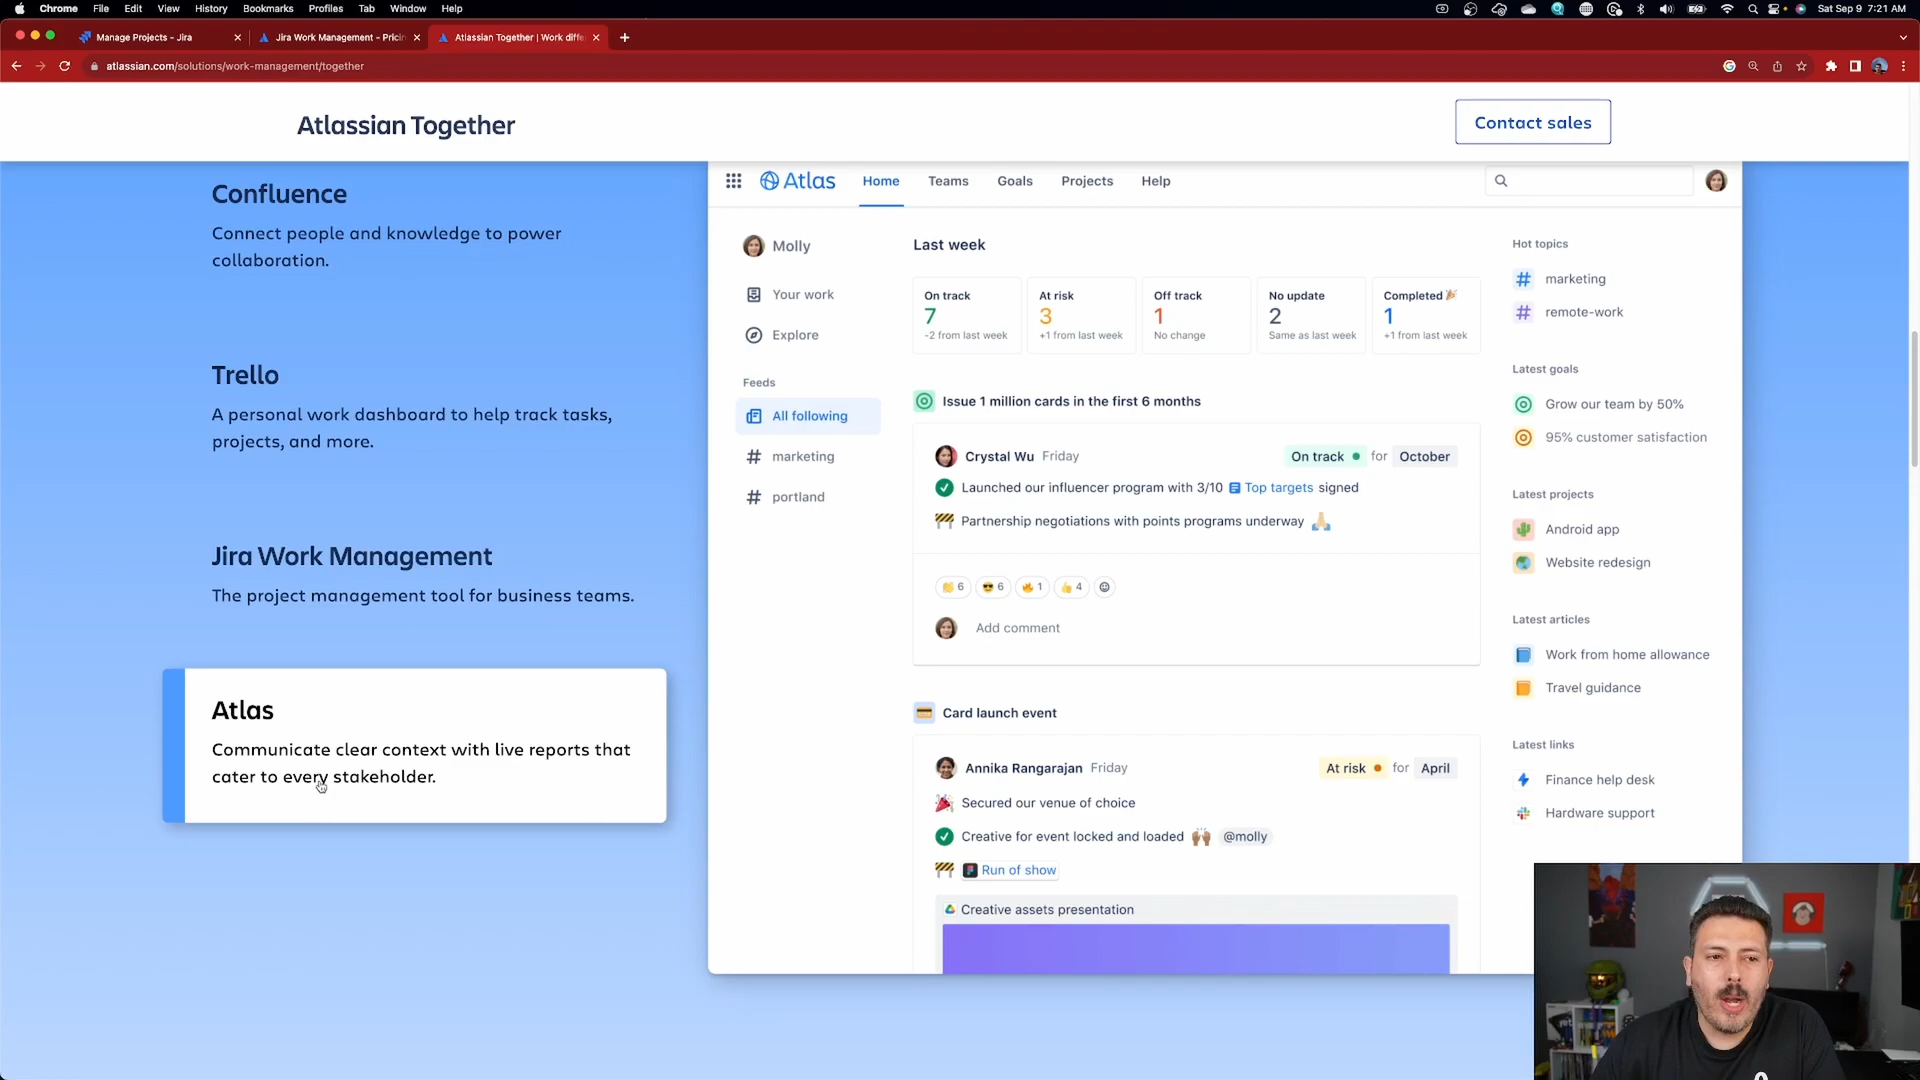 Chrome File Edit View History Bookmarks Profiles Tab Window Help
Sat Sep 9 7:21 AM
Manage Projects - Jira
Jira Work Management - Pricin
Atlassian Together | Work diffe
atlassian.com/solutions/work-management/together
Atlassian Together
Contact sales
Confluence
Connect people and knowledge to power
collaboration.
Trello
A personal work dashboard to help track tasks,
projects, and more.
Jira Work Management
The project management tool for business teams.
Atlas
Communicate clear context with live reports that
cater to every stakeholder.
Atlas Home Teams Goals Projects Help
Molly
Your work
Explore
Feeds
All following
# marketing
# portland
Last week
On track
7
-2 from last week
At risk
3
+1 from last week
Off track
1
No change
No update
2
Same as last week
Completed 🎉
1
+1 from last week
Issue 1 million cards in the first 6 months
Crystal Wu Friday
On track for October
Launched our influencer program with 3/10 Top targets signed
Partnership negotiations with points programs underway 🙏
👏 6 😎 6 🔥 1 👍 4
Add comment
Card launch event
Annika Rangarajan Friday
At risk for April
Secured our venue of choice
Creative for event locked and loaded 🙌 @molly
Run of show
Creative assets presentation
Hot topics
# marketing
# remote-work
Latest goals
Grow our team by 50%
95% customer satisfaction
Latest projects
Android app
Website redesign
Latest articles
Work from home allowance
Travel guidance
Latest links
Finance help desk
Hardware support